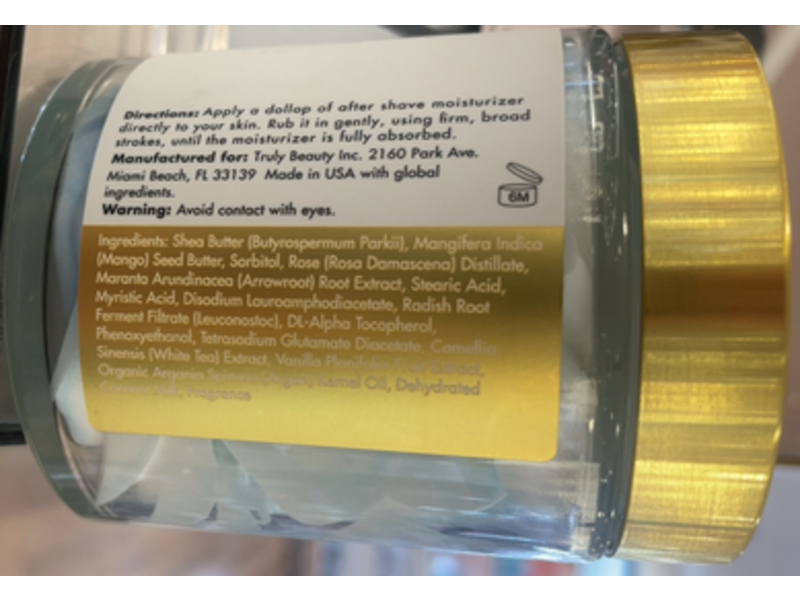 Directions: Apply a dollop of after shave moisturizer
directly to your skin. Rub it in gently, using firm, broad
strokes, until the moisturizer is fully absorbed.
Manufactured for: Truly Beauty Inc. 2160 Park Ave.
Miami Beach, FL 33139 Made in USA with global
ingredients.
Warning: Avoid contact with eyes.
6M
Ingredients: Shea Butter (Butyrospermum Parkii), Mangifera Indica
(Mango) Seed Butter, Sorbitol, Rose (Rosa Damascena) Distillate,
Maranta Arundinacea (Arrowroot) Root Extract, Stearic Acid,
Myristic Acid, Disodium Lauroamphodiacetate, Radish Root
Ferment Filtrate (Leuconostoc), DL-Alpha Tocopherol,
Phenoxyethanol, Tetrasodium Glutamate Diacetate, Camellia
Sinensis (White Tea) Extract, Vanilla Planifolia Extract,
Organic Argania Spinosa (Argan) Kernel Oil, Dehydrated
Fragrance